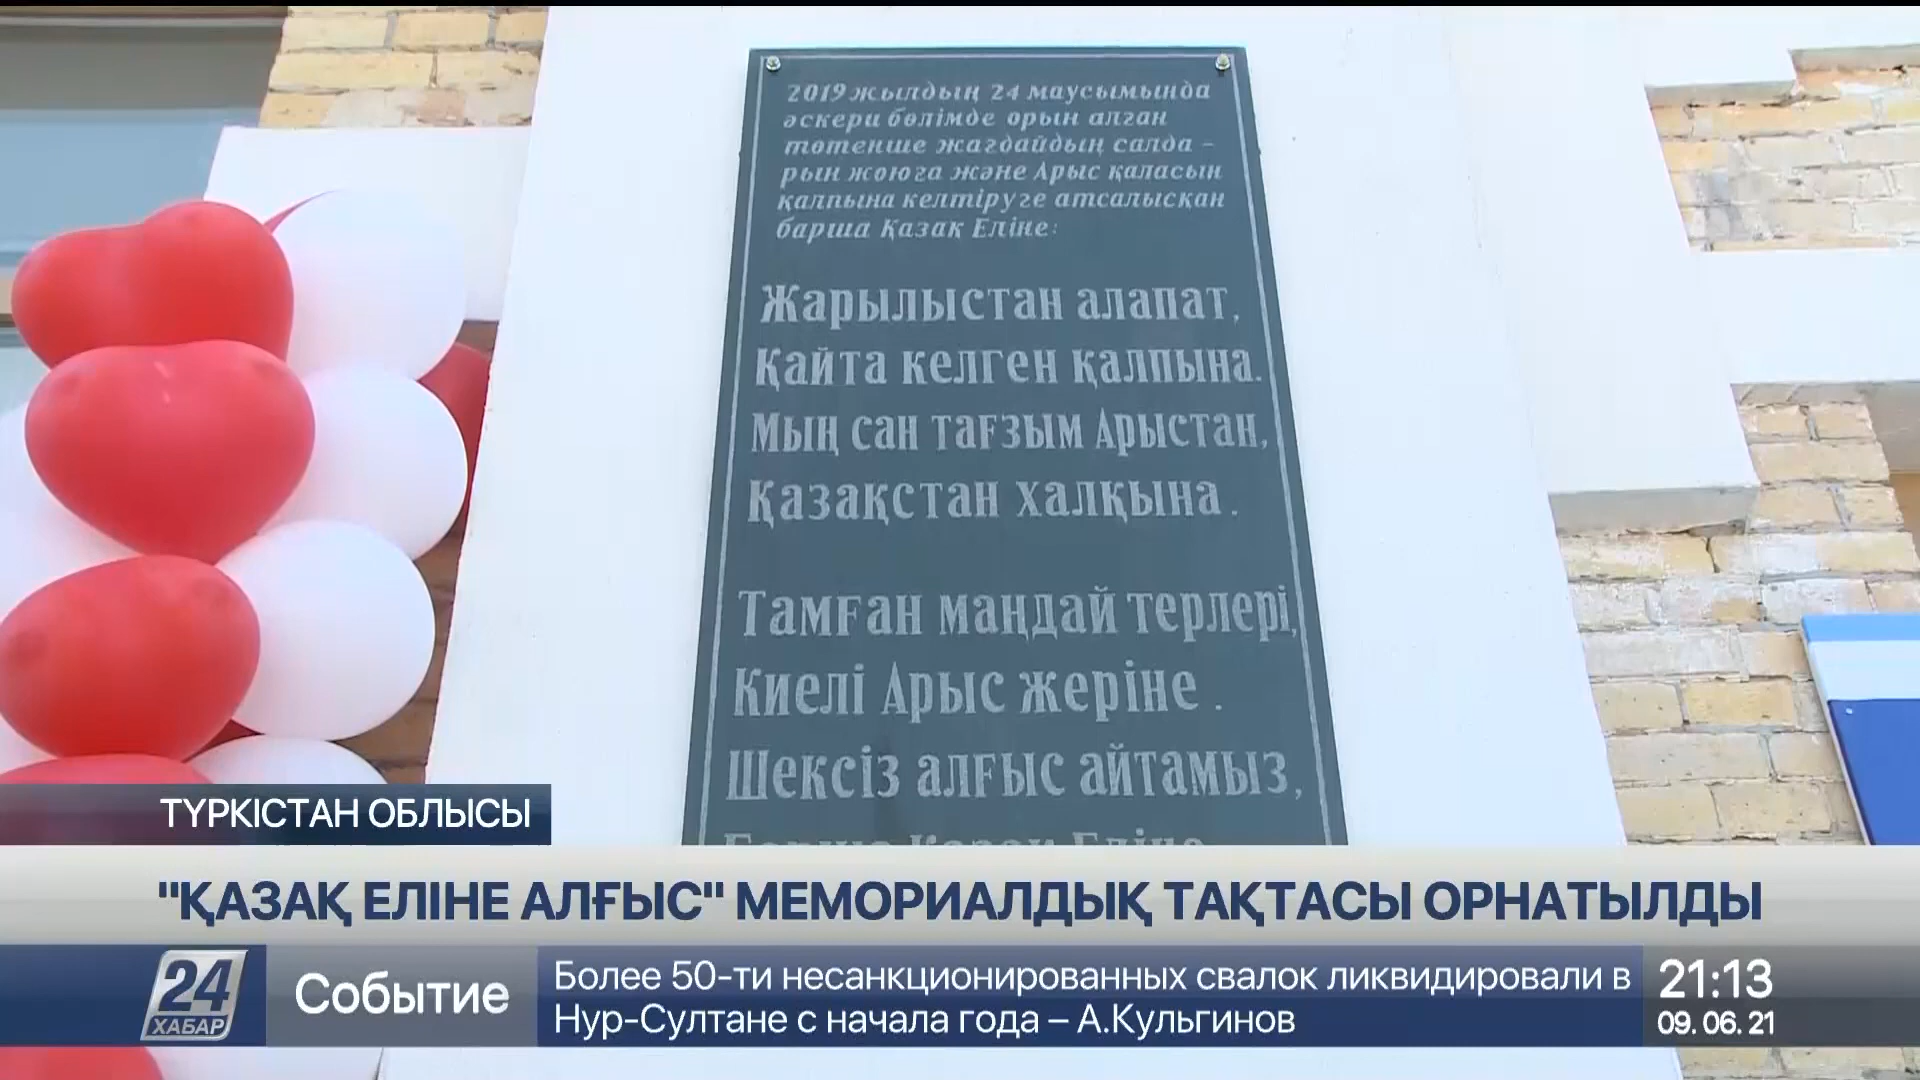 2019 жылдың 24 маусымында
әскери бөлімде орын алған
төтенше жағдайдың салда -
рын жоюға және Арыс қаласын
қалпына келтіруге атсалысқан
барша Қазақ Еліне:
Жарылыстан алапат,
Қайта келген қалпына.
Мың сан тағзым Арыстан,
Қазақстан халқына.
Тамған маңдай терлері,
Киелі Арыс жеріне.
Шексіз алғыс айтамыз,
Барша Қазақ Еліне
ТҮРКІСТАН ОБЛЫСЫ
"ҚАЗАҚ ЕЛІНЕ АЛҒЫС" МЕМОРИАЛДЫҚ ТАҚТАСЫ ОРНАТЫЛДЫ
24
ХАБАР
Событие
Более 50-ти несанкционированных свалок ликвидировали в
Нур-Султане с начала года – А.Кульгинов
21:13
09. 06. 21